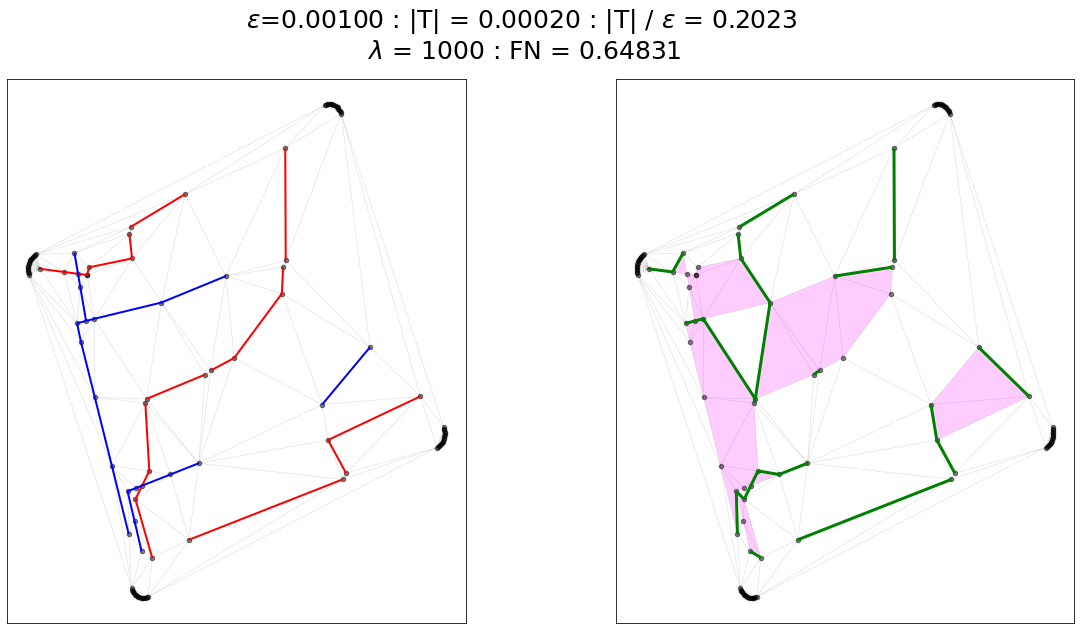 ε=0.00100 : |T| = 0.00020 : |T| / ε = 0.2023
λ = 1000 : FN = 0.64831